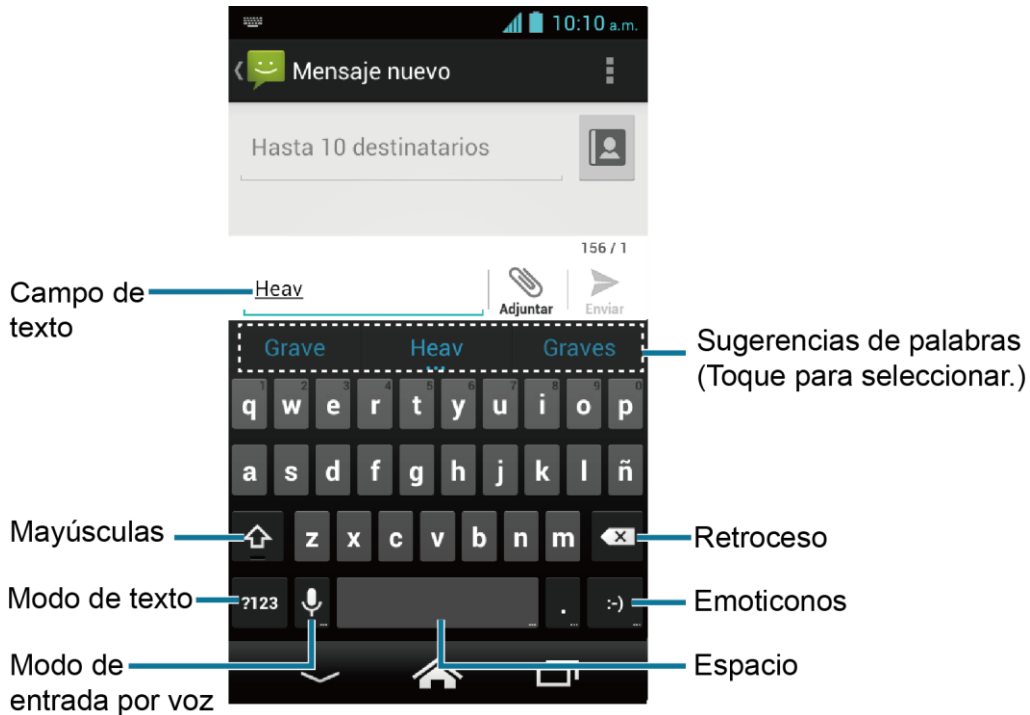 10:10 a.m.
Mensaje nuevo
Hasta 10 destinatarios
156 / 1
Campo de
texto
Heav
Adjuntar
Enviar
Grave Heav Graves
Sugerencias de palabras
(Toque para seleccionar.)
1 2 3 4 5 6 7 8 9 0
q w e r t y u i o p
a s d f g h j k l ñ
Mayúsculas
z x c v b n m
Retroceso
Modo de texto
?123 . :-)
Emoticonos
Modo de
entrada por voz
Espacio